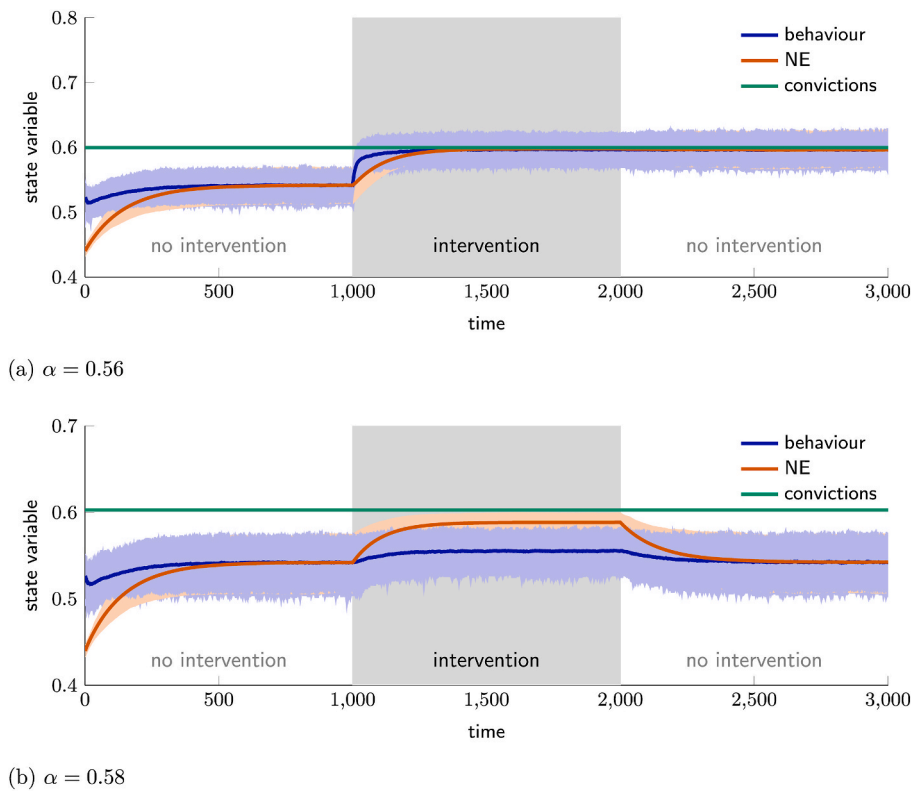 0.8
0.7
0.6
0.5
0.4
state variable
behaviour
NE
convictions
no intervention
intervention
no intervention
0
500
1,000
1,500
2,000
2,500
3,000
time
(a) α = 0.56
0.7
0.6
0.5
0.4
state variable
behaviour
NE
convictions
no intervention
intervention
no intervention
0
500
1,000
1,500
2,000
2,500
3,000
time
(b) α = 0.58